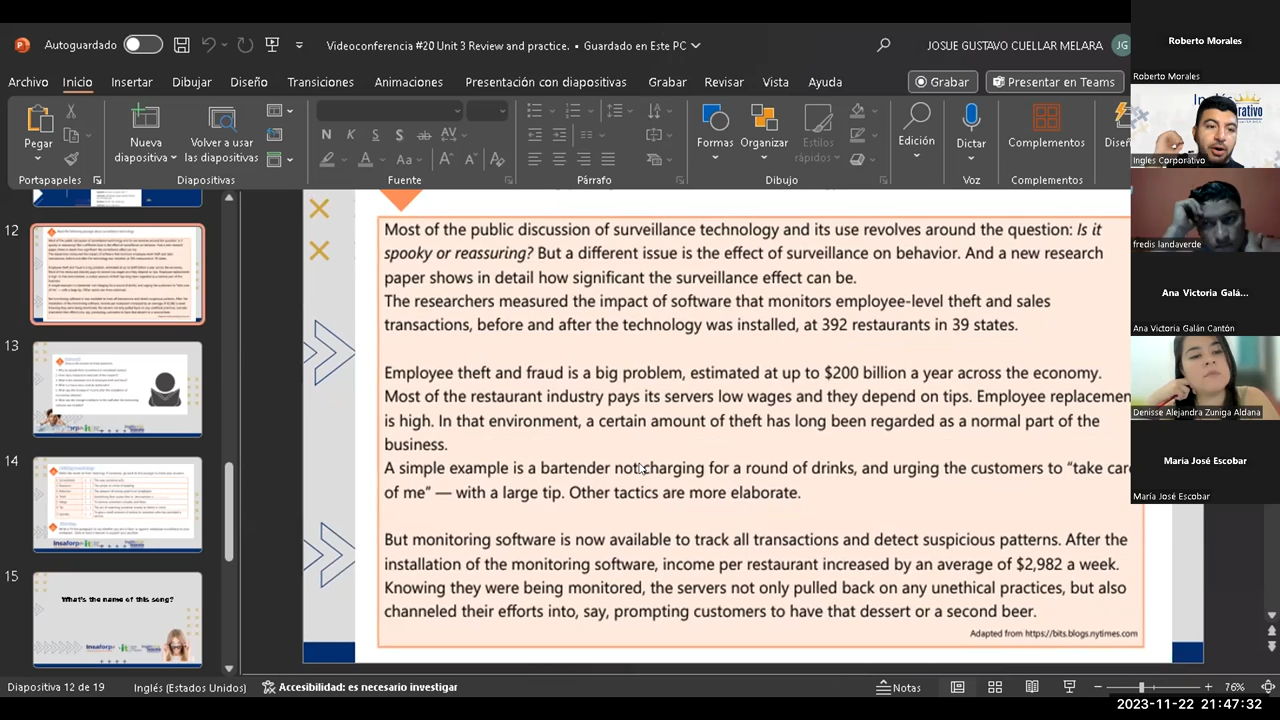 Autoguardado
Videoconferencia #20 Unit 3 Review and practice. • Guardado en Este PC
JOSUE GUSTAVO CUELLAR MELARA
JG
Archivo Inicio Insertar Dibujar Diseño Transiciones Animaciones Presentación con diapositivas Grabar Revisar Vista Ayuda
Grabar
Presentar en Teams
Pegar
Nueva diapositiva
Volver a usar las diapositivas
Formas
Organizar
Estilos rápidos
Edición
Dictar
Complementos
Portapapeles
Diapositivas
Fuente
Párrafo
Dibujo
Voz
Complementos
12
13
14
15
What's the name of this song?
Most of the public discussion of surveillance technology and its use revolves around the question: Is it
spooky or reassuring? But a different issue is the effect of surveillance on behavior. And a new research
paper shows in detail how significant the surveillance effect can be.
The researchers measured the impact of software that monitors employee-level theft and sales
transactions, before and after the technology was installed, at 392 restaurants in 39 states.
Employee theft and fraud is a big problem, estimated at up to $200 billion a year across the economy.
Most of the restaurant industry pays its servers low wages and they depend on tips. Employee replacemen
is high. In that environment, a certain amount of theft has long been regarded as a normal part of the
business.
A simple example is a bartender not charging for a round of drinks, and urging the customers to “take car
of me” — with a large tip. Other tactics are more elaborate.
But monitoring software is now available to track all transactions and detect suspicious patterns. After the
installation of the monitoring software, income per restaurant increased by an average of $2,982 a week.
Knowing they were being monitored, the servers not only pulled back on any unethical practices, but also
channeled their efforts into, say, prompting customers to have that dessert or a second beer.
Adapted from https://bits.blogs.nytimes.com
Roberto Morales
Roberto Morales
Ingles Corporativo
fredis landaverde
Ana Victoria Galá...
Ana Victoria Galán Cantón
Denisse Alejandra Zuniga Aldana
Maria José Escobar
Maria José Escobar
Diapositiva 12 de 19
Inglés (Estados Unidos)
Accesibilidad: es necesario investigar
Notas
76%
2023-11-22 21:47:32